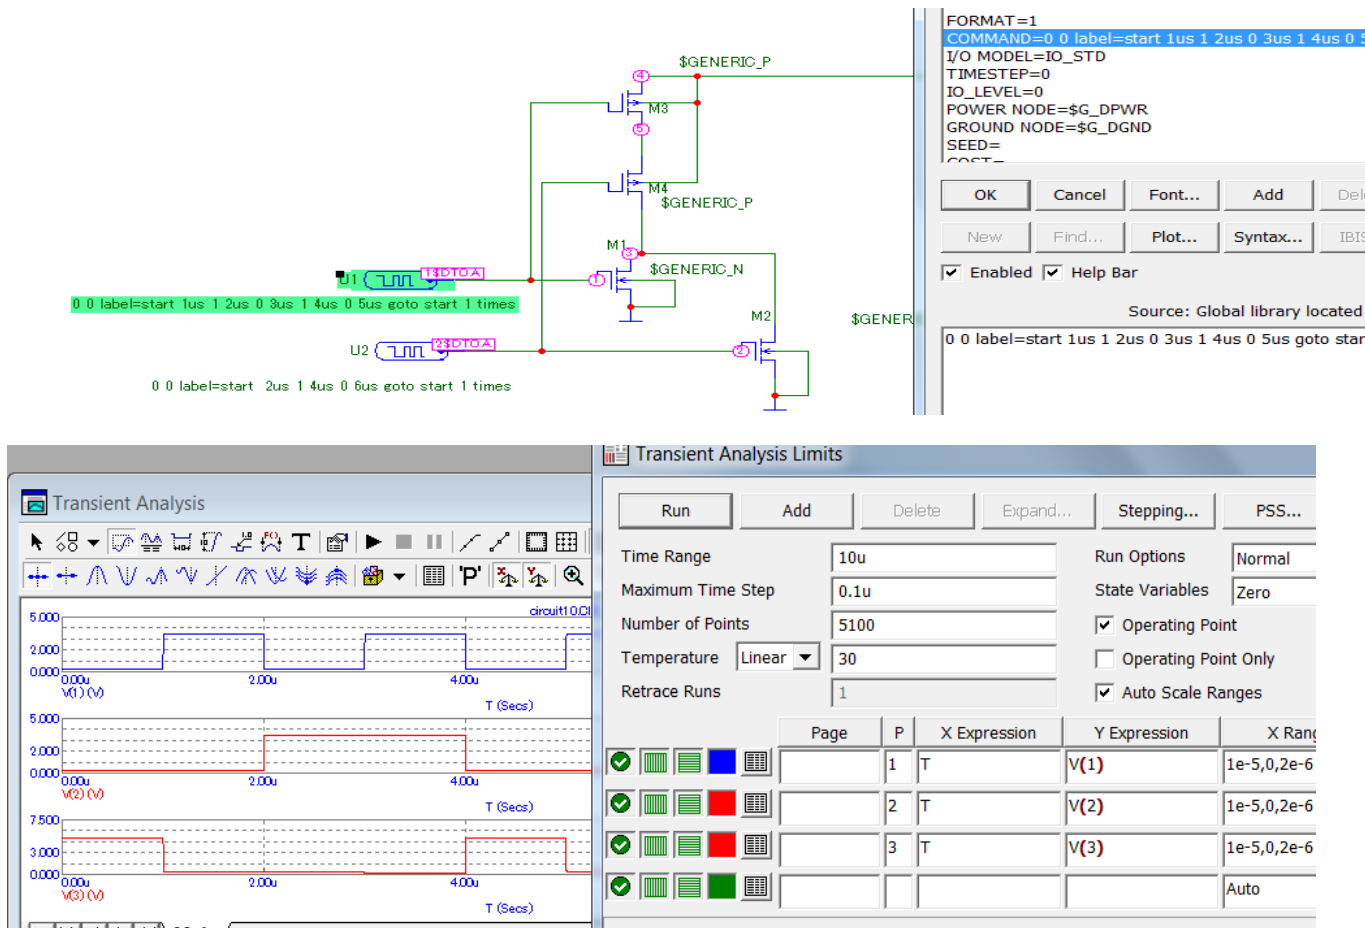 $GENERIC_P
4
M3
5
M4
$GENERIC_P
M1
3
$GENERIC_N
U1
1$DTOA
1
0 0 label=start 1us 1 2us 0 3us 1 4us 0 5us goto start 1 times
M2
$GENER
U2
2$DTOA
2
0 0 label=start 2us 1 4us 0 6us goto start 1 times
FORMAT=1
COMMAND=0 0 label=start 1us 1 2us 0 3us 1 4us 0 5
I/O MODEL=IO_STD
TIMESTEP=0
IO_LEVEL=0
POWER NODE=$G_DPWR
GROUND NODE=$G_DGND
SEED=
COST=
OK Cancel Font... Add Del
New Find... Plot... Syntax... IBIS
Enabled Help Bar
Source: Global library located
0 0 label=start 1us 1 2us 0 3us 1 4us 0 5us goto star
Transient Analysis
T
'P'
circuit10.CI
5.000
2.000
0.000
0.00u 2.00u 4.00u
V(1) (V)
T (Secs)
5.000
2.000
0.000
0.00u 2.00u 4.00u
V(2) (V)
T (Secs)
7.500
3.000
0.000
0.00u 2.00u 4.00u
V(3) (V)
T (Secs)
Transient Analysis Limits
Run Add Delete Expand... Stepping... PSS...
Time Range 10u Run Options Normal
Maximum Time Step 0.1u State Variables Zero
Number of Points 5100 Operating Point
Temperature Linear 30 Operating Point Only
Retrace Runs 1 Auto Scale Ranges
Page P X Expression Y Expression X Rang
1 T V(1) 1e-5,0,2e-6
2 T V(2) 1e-5,0,2e-6
3 T V(3) 1e-5,0,2e-6
Auto